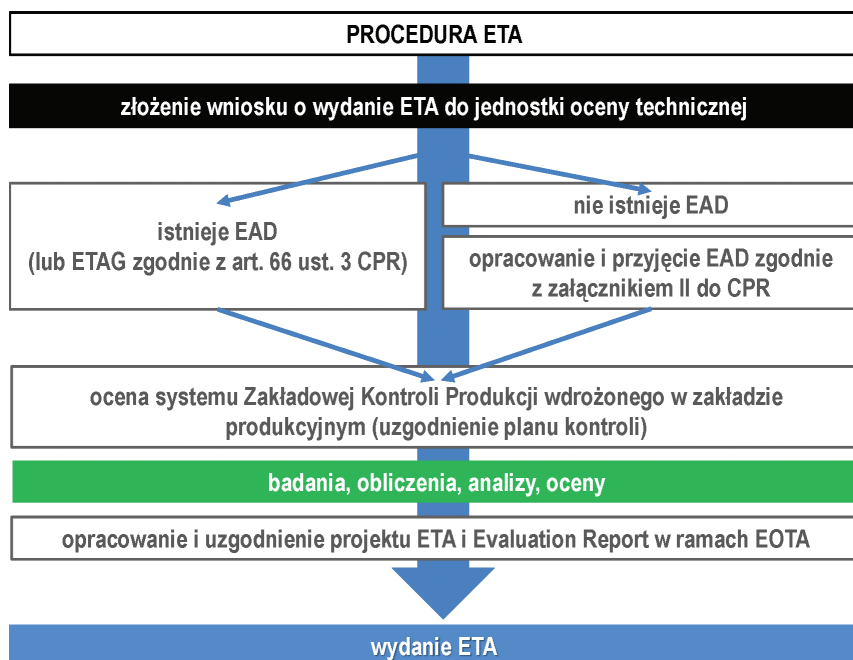 PROCEDURA ETA
złożenie wniosku o wydanie ETA do jednostki oceny technicznej
istnieje EAD
(lub ETAG zgodnie z art. 66 ust. 3 CPR)
nie istnieje EAD
opracowanie i przyjęcie EAD zgodnie
z załącznikiem II do CPR
ocena systemu Zakładowej Kontroli Produkcji wdrożonego w zakładzie
produkcyjnym (uzgodnienie planu kontroli)
badania, obliczenia, analizy, oceny
opracowanie i uzgodnienie projektu ETA i Evaluation Report w ramach EOTA
wydanie ETA